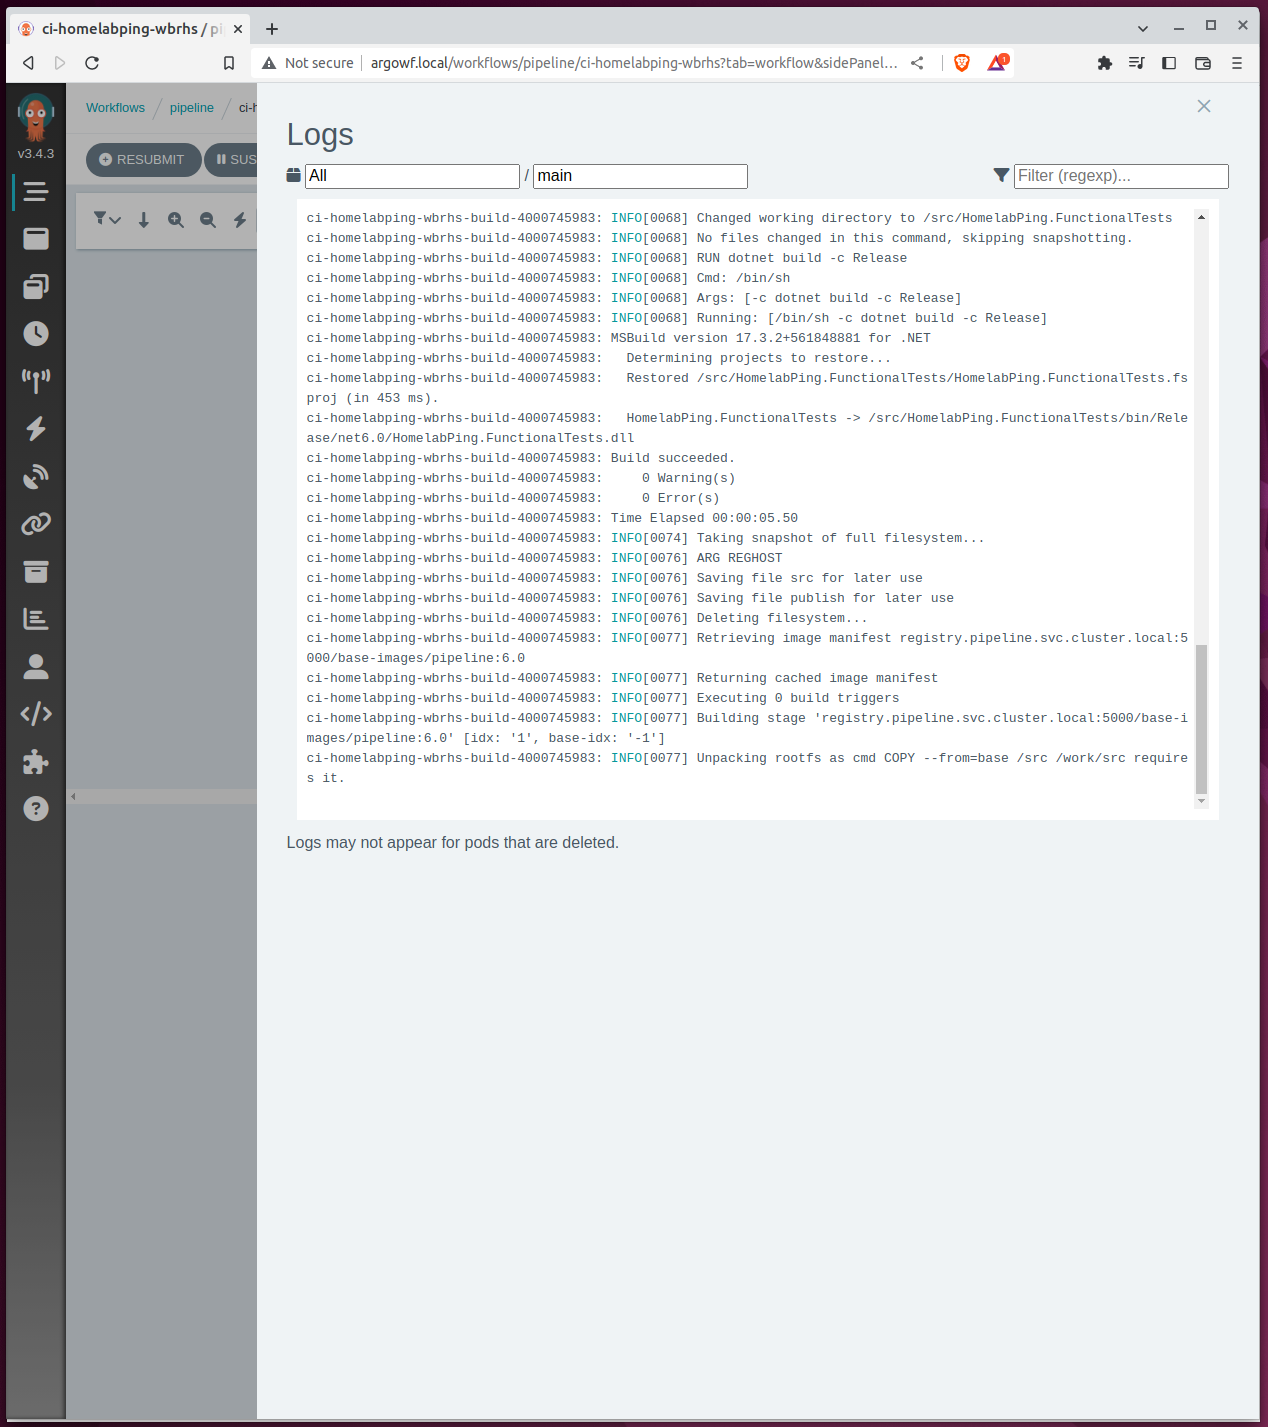 ci-homelabping-wbrhs / pi
Not secure
argowf.local/workflows/pipeline/ci-homelabping-wbrhs?tab=workflow&sidePanel...
1
v3.4.3
Workflows
pipeline
ci-h
RESUBMIT
SUS
Logs
All / main
Filter (regexp)...
ci-homelabping-wbrhs-build-4000745983: INFO[0068] Changed working directory to /src/HomelabPing.FunctionalTests
ci-homelabping-wbrhs-build-4000745983: INFO[0068] No files changed in this command, skipping snapshotting.
ci-homelabping-wbrhs-build-4000745983: INFO[0068] RUN dotnet build -c Release
ci-homelabping-wbrhs-build-4000745983: INFO[0068] Cmd: /bin/sh
ci-homelabping-wbrhs-build-4000745983: INFO[0068] Args: [-c dotnet build -c Release]
ci-homelabping-wbrhs-build-4000745983: INFO[0068] Running: [/bin/sh -c dotnet build -c Release]
ci-homelabping-wbrhs-build-4000745983: MSBuild version 17.3.2+561848881 for .NET
ci-homelabping-wbrhs-build-4000745983:   Determining projects to restore...
ci-homelabping-wbrhs-build-4000745983:   Restored /src/HomelabPing.FunctionalTests/HomelabPing.FunctionalTests.fs
proj (in 453 ms).
ci-homelabping-wbrhs-build-4000745983:   HomelabPing.FunctionalTests -> /src/HomelabPing.FunctionalTests/bin/Rele
ase/net6.0/HomelabPing.FunctionalTests.dll
ci-homelabping-wbrhs-build-4000745983: Build succeeded.
ci-homelabping-wbrhs-build-4000745983:     0 Warning(s)
ci-homelabping-wbrhs-build-4000745983:     0 Error(s)
ci-homelabping-wbrhs-build-4000745983: Time Elapsed 00:00:05.50
ci-homelabping-wbrhs-build-4000745983: INFO[0074] Taking snapshot of full filesystem...
ci-homelabping-wbrhs-build-4000745983: INFO[0076] ARG REGHOST
ci-homelabping-wbrhs-build-4000745983: INFO[0076] Saving file src for later use
ci-homelabping-wbrhs-build-4000745983: INFO[0076] Saving file publish for later use
ci-homelabping-wbrhs-build-4000745983: INFO[0076] Deleting filesystem...
ci-homelabping-wbrhs-build-4000745983: INFO[0077] Retrieving image manifest registry.pipeline.svc.cluster.local:5
000/base-images/pipeline:6.0
ci-homelabping-wbrhs-build-4000745983: INFO[0077] Returning cached image manifest
ci-homelabping-wbrhs-build-4000745983: INFO[0077] Executing 0 build triggers
ci-homelabping-wbrhs-build-4000745983: INFO[0077] Building stage 'registry.pipeline.svc.cluster.local:5000/base-i
mages/pipeline:6.0' [idx: '1', base-idx: '-1']
ci-homelabping-wbrhs-build-4000745983: INFO[0077] Unpacking rootfs as cmd COPY --from=base /src /work/src require
s it.
Logs may not appear for pods that are deleted.